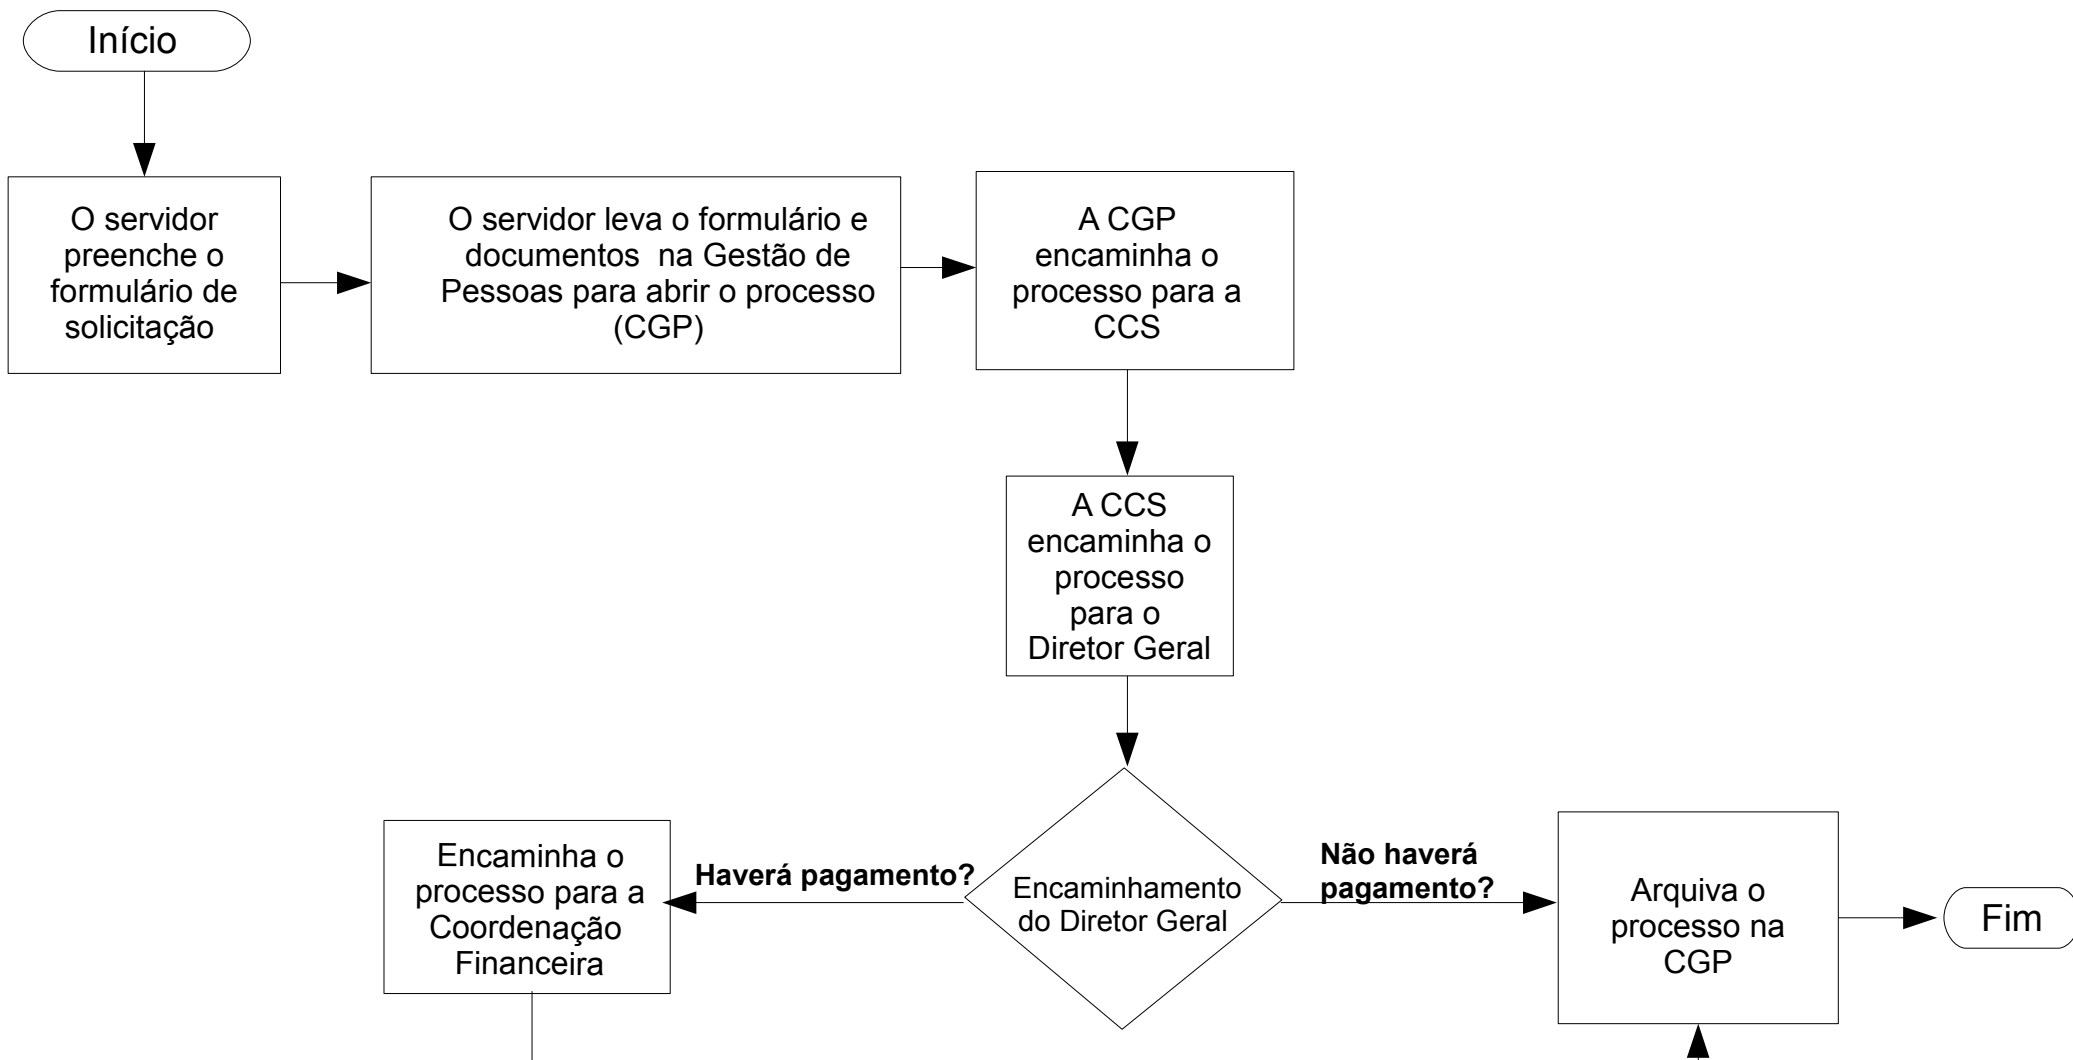 Início
O servidor
preenche o
formulário de
solicitação
O servidor leva o formulário e
documentos na Gestão de
Pessoas para abrir o processo
(CGP)
A CGP
encaminha o
processo para a
CCS
A CCS
encaminha o
processo
para o
Diretor Geral
Encaminhamento
do Diretor Geral
Haverá pagamento?
Encaminha o
processo para a
Coordenação
Financeira
Não haverá
pagamento?
Arquiva o
processo na
CGP
Fim